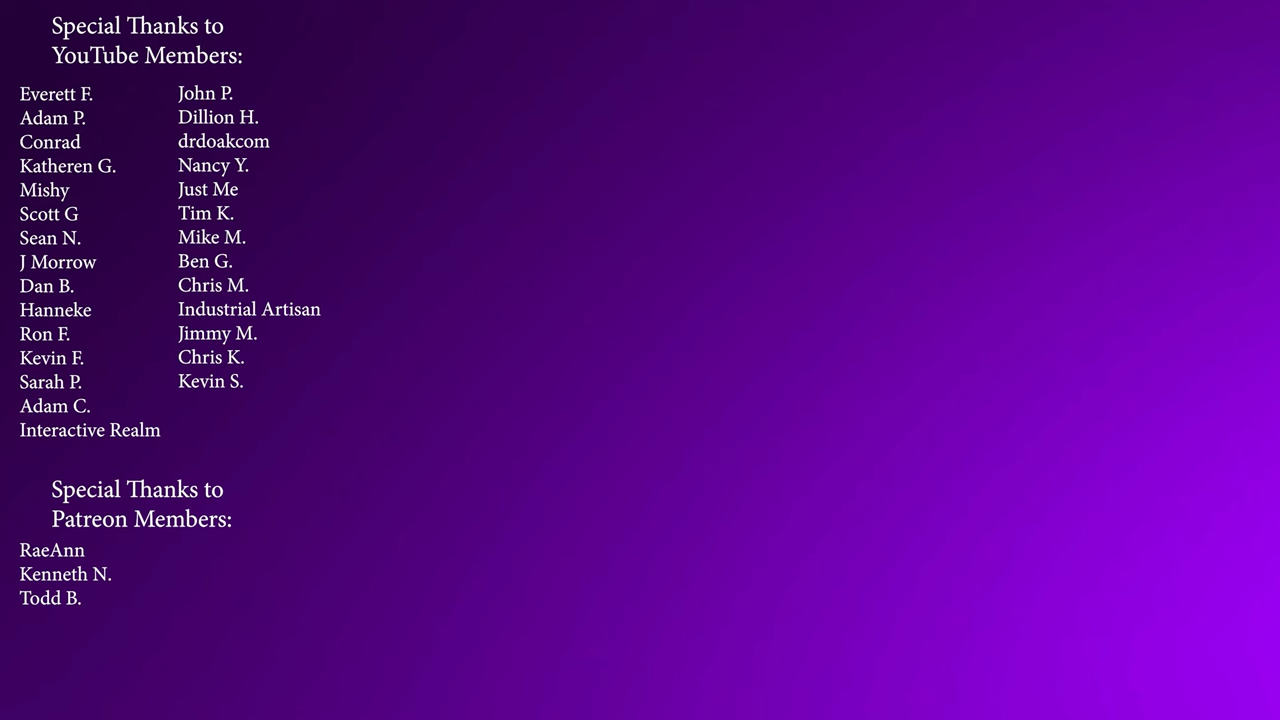 Special Thanks to
YouTube Members:
Everett F.
Adam P.
Conrad
Katheren G.
Mishy
Scott G
Sean N.
J Morrow
Dan B.
Hanneke
Ron F.
Kevin F.
Sarah P.
Adam C.
Interactive Realm
John P.
Dillion H.
drdoakcom
Nancy Y.
Just Me
Tim K.
Mike M.
Ben G.
Chris M.
Industrial Artisan
Jimmy M.
Chris K.
Kevin S.
Special Thanks to
Patreon Members:
RaeAnn
Kenneth N.
Todd B.